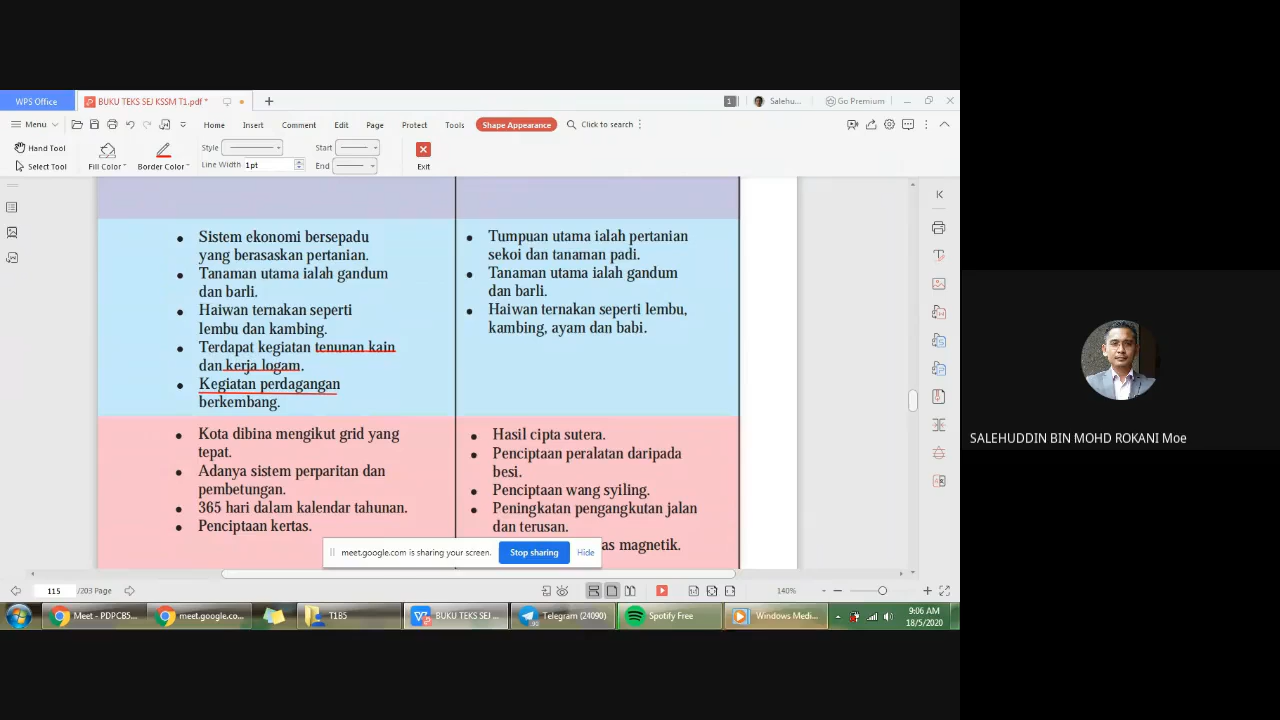 WPS Office
BUKU TEKS SEJ KSSM T1.pdf *
1
Salehu...
Go Premium
Menu
Home
Insert
Comment
Edit
Page
Protect
Tools
Shape Appearance
Click to search
Hand Tool
Select Tool
Fill Color
Border Color
Style
Line Width 1pt
Start
End
Exit
• Sistem ekonomi bersepadu
yang berasaskan pertanian.
• Tanaman utama ialah gandum
dan barli.
• Haiwan ternakan seperti
lembu dan kambing.
• Terdapat kegiatan tenunan kain
dan kerja logam.
• Kegiatan perdagangan
berkembang.
• Tumpuan utama ialah pertanian
sekoi dan tanaman padi.
• Tanaman utama ialah gandum
dan barli.
• Haiwan ternakan seperti lembu,
kambing, ayam dan babi.
• Kota dibina mengikut grid yang
tepat.
• Adanya sistem perparitan dan
pembetungan.
• 365 hari dalam kalendar tahunan.
• Penciptaan kertas.
• Hasil cipta sutera.
• Penciptaan peralatan daripada
besi.
• Penciptaan wang syiling.
• Peningkatan pengangkutan jalan
dan terusan.
as magnetik.
meet.google.com is sharing your screen.
Stop sharing
Hide
115
/203 Page
140%
Meet - PDPCB5...
meet.google.co...
T1B5
BUKU TEKS SEJ ...
Telegram (24090)
Spotify Free
Windows Medi...
9:06 AM
18/5/2020
SALEHUDDIN BIN MOHD ROKANI Moe